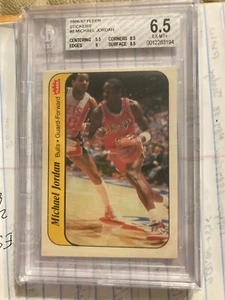 1986-87 FLEER
STICKERS
#8 MICHAEL JORDAN
CENTERING 5.5 CORNERS 8.5
EDGES 9 SURFACE 8.5
6.5
EX-MT+
0012263194
Fleer
Michael Jordan
Bulls • Guard-Forward